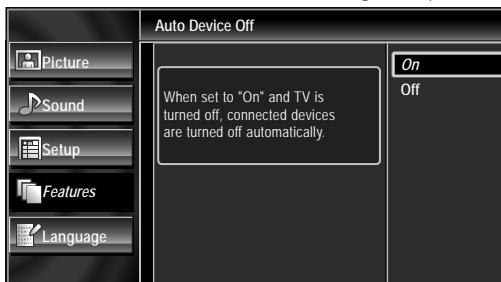 Auto Device Off
Picture
Sound
Setup
Features
Language
When set to "On" and TV is
turned off, connected devices
are turned off automatically.
On
Off